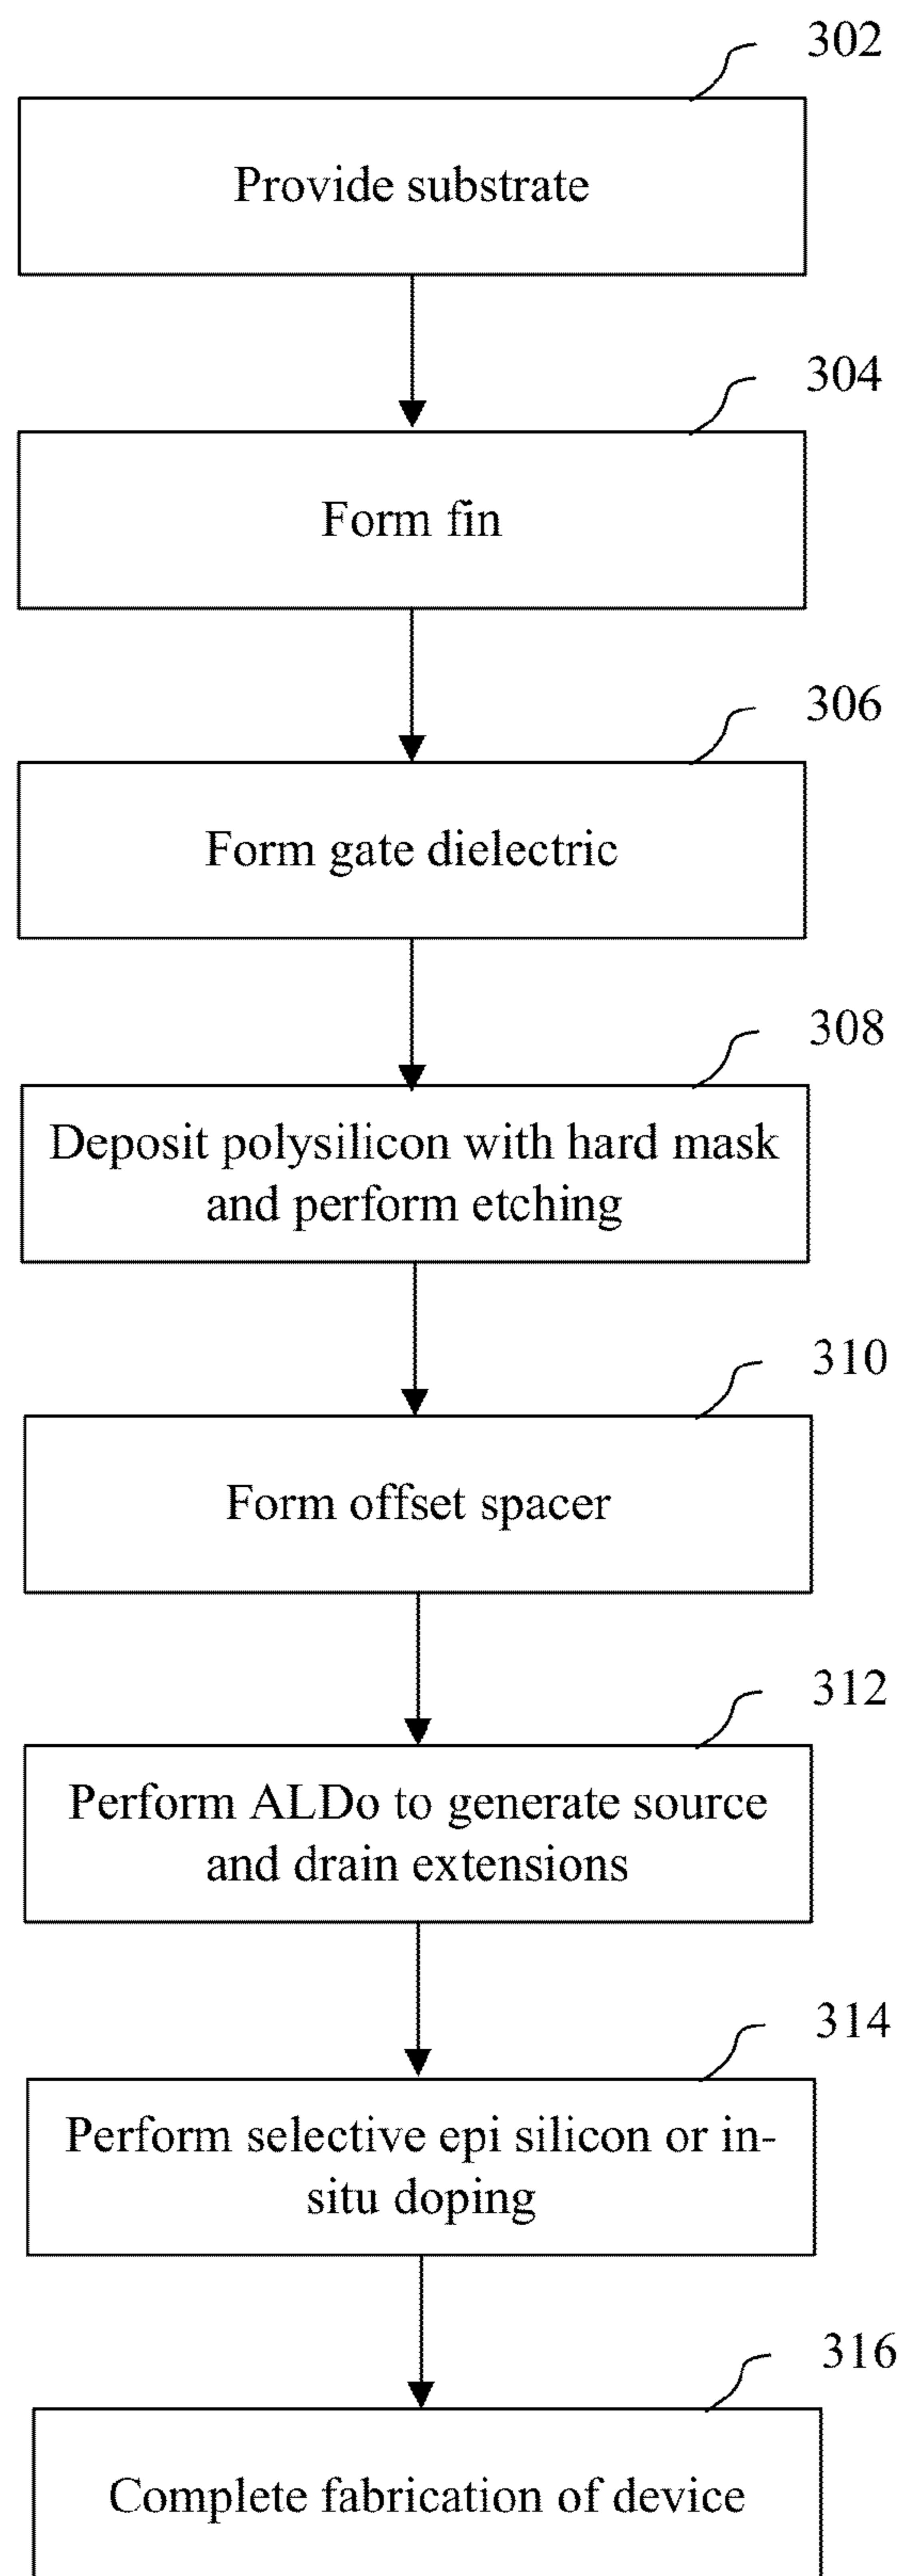 302
Provide substrate
304
Form fin
306
Form gate dielectric
308
Deposit polysilicon with hard mask
and perform etching
310
Form offset spacer
312
Perform ALDo to generate source
and drain extensions
314
Perform selective epi silicon or in-
situ doping
316
Complete fabrication of device